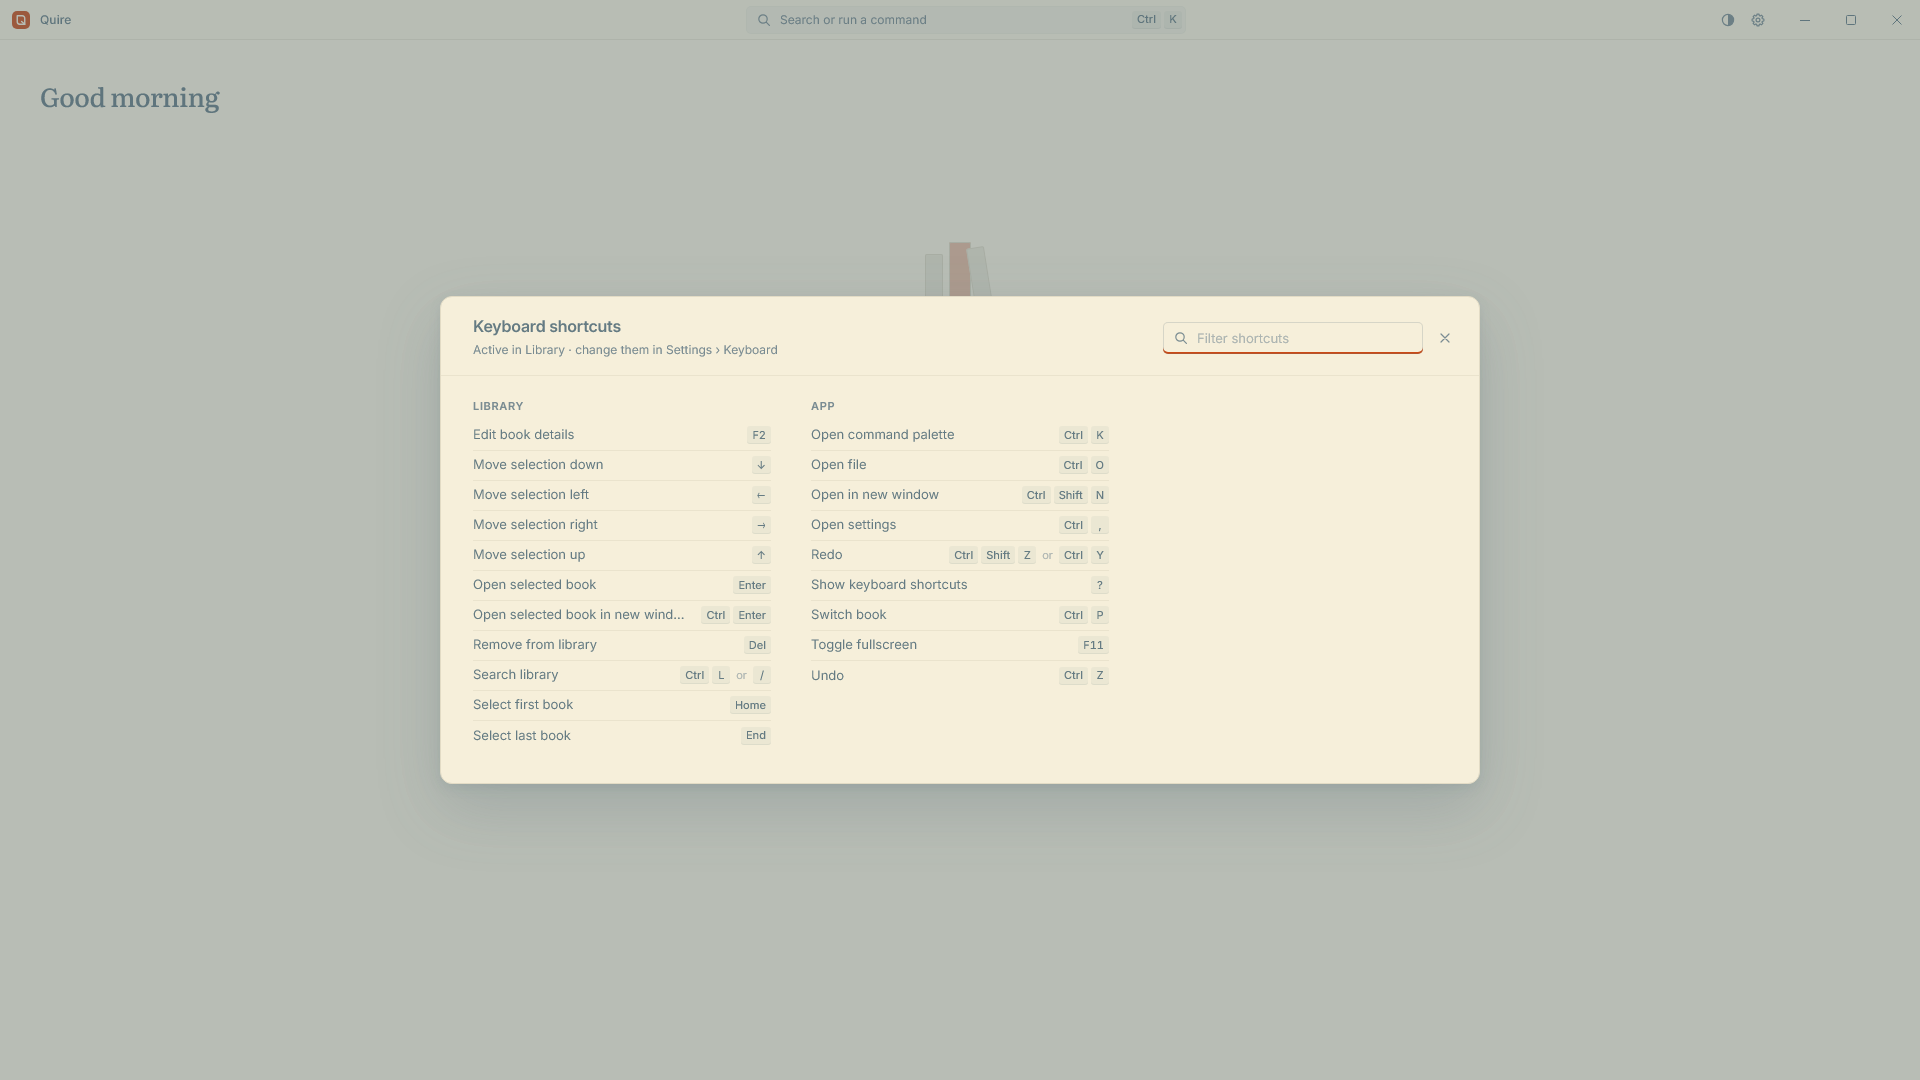 Quire
Search or run a command Ctrl K
Good morning
Keyboard shortcuts
Active in Library · change them in Settings › Keyboard
Filter shortcuts
LIBRARY
Edit book details F2
Move selection down ↓
Move selection left ←
Move selection right →
Move selection up ↑
Open selected book Enter
Open selected book in new wind... Ctrl Enter
Remove from library Del
Search library Ctrl L or /
Select first book Home
Select last book End
APP
Open command palette Ctrl K
Open file Ctrl O
Open in new window Ctrl Shift N
Open settings Ctrl ,
Redo Ctrl Shift Z or Ctrl Y
Show keyboard shortcuts ?
Switch book Ctrl P
Toggle fullscreen F11
Undo Ctrl Z